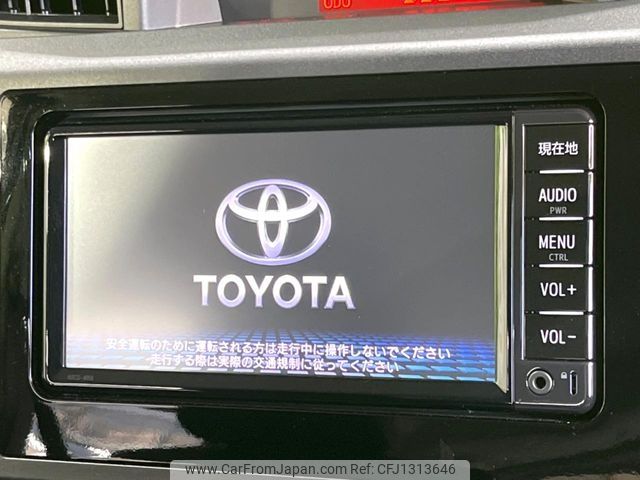 ODO
現在地
AUDIO
PWR
MENU
CTRL
VOL+
VOL-
TOYOTA
安全運転のために運転される方は走行中に操作しないでください
走行する際は実際の交通規制に従ってください
www.CarFromJapan.com - CFJ1313646